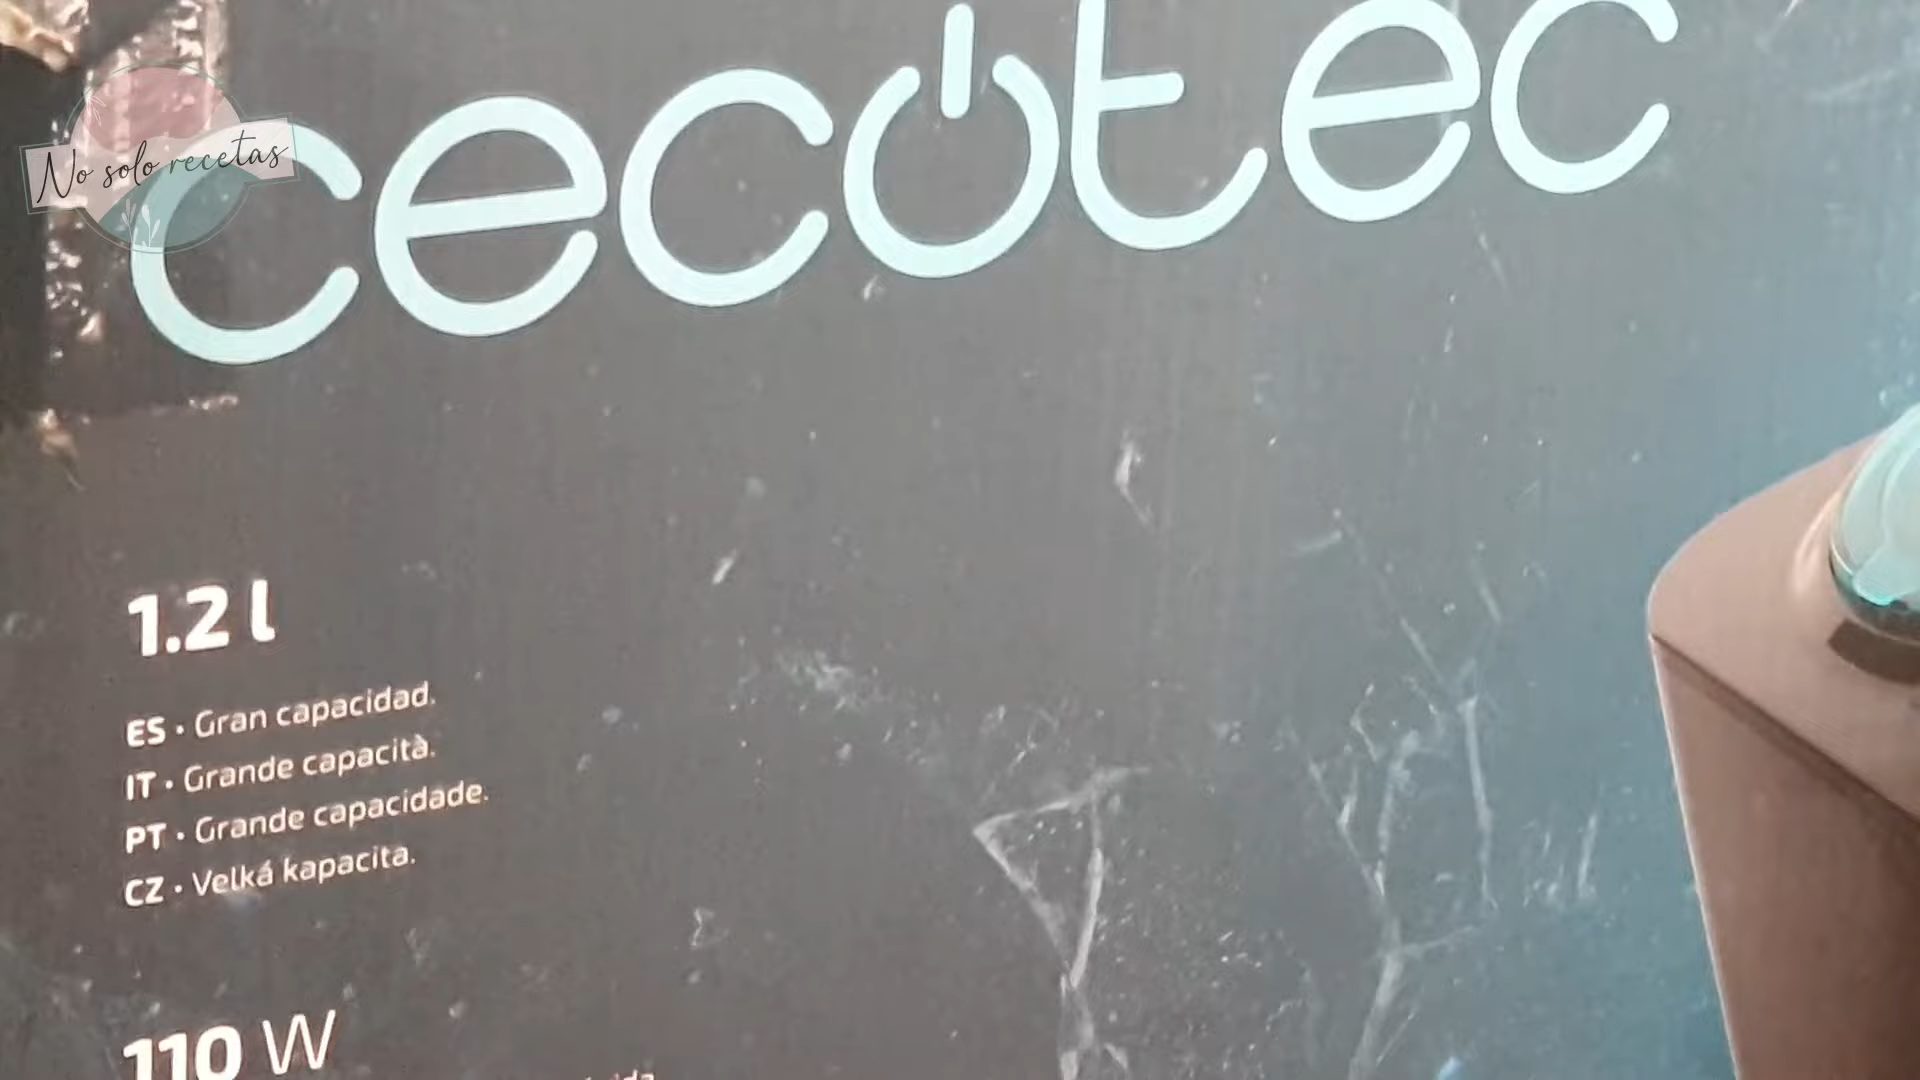 No solo recetas
cecotec
1.2 l
ES · Gran capacidad.
IT · Grande capacità.
PT · Grande capacidade.
CZ · Velká kapacita.
110 W